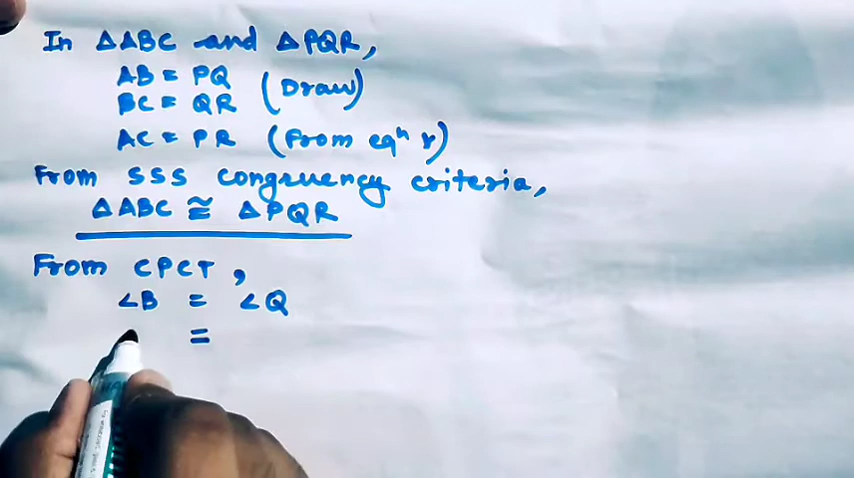 In ΔABC and ΔPQR,
AB = PQ
BC = QR (Draw)
AC = PR (From eqⁿ v)
From SSS congruency criteria,
ΔABC ≅ ΔPQR
From CPCT,
∠B = ∠Q
=